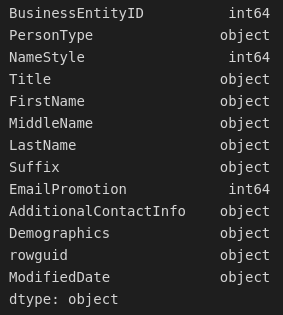 BusinessEntityID int64
PersonType object
NameStyle int64
Title object
FirstName object
MiddleName object
LastName object
Suffix object
EmailPromotion int64
AdditionalContactInfo object
Demographics object
rowguid object
ModifiedDate object
dtype: object